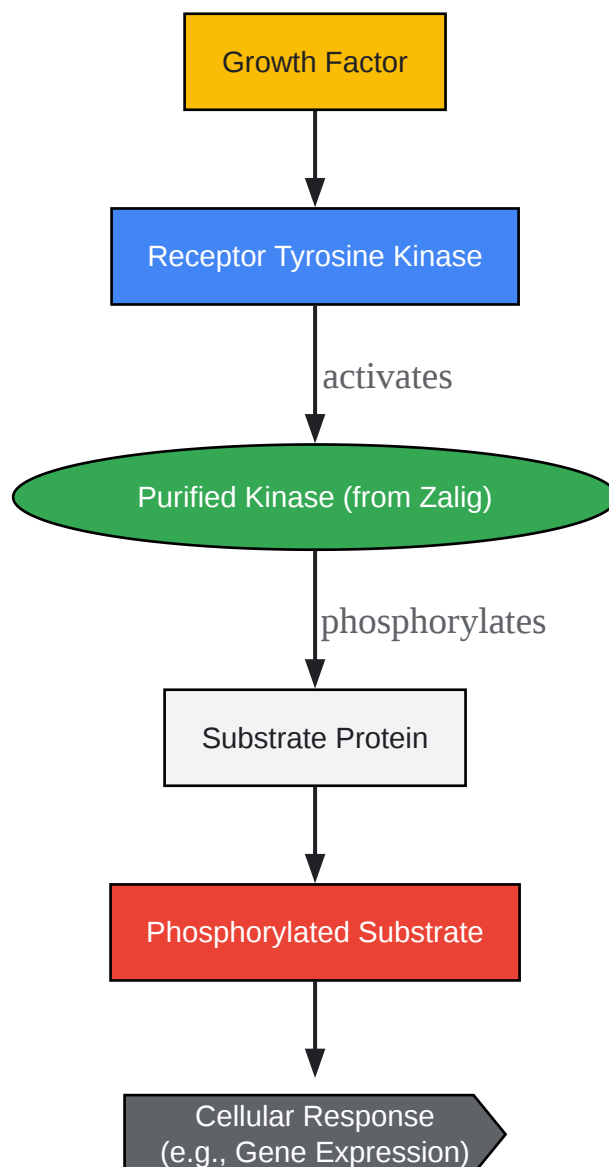 Growth Factor
Receptor Tyrosine Kinase
activates
Purified Kinase (from Zalig)
phosphorylates
Substrate Protein
Phosphorylated Substrate
Cellular Response
(e.g., Gene Expression)